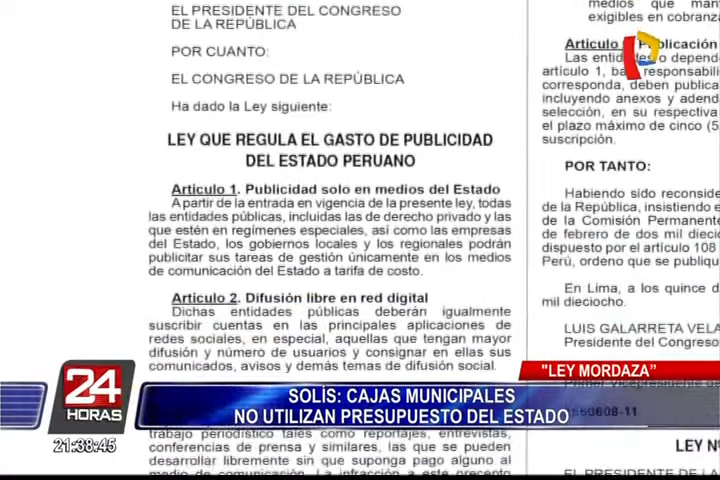 EL PRESIDENTE DEL CONGRESO
DE LA REPÚBLICA
POR CUANTO:
EL CONGRESO DE LA REPÚBLICA
Ha dado la Ley siguiente:
LEY QUE REGULA EL GASTO DE PUBLICIDAD
DEL ESTADO PERUANO
Artículo 1. Publicidad solo en medios del Estado
A partir de la entrada en vigencia de la presente ley, todas
las entidades públicas, incluidas las de derecho privado y las
que estén en regímenes especiales, así como las empresas
del Estado, los gobiernos locales y los regionales podrán
publicitar sus tareas de gestión únicamente en los medios
de comunicación del Estado a tarifa de costo.
Artículo 2. Difusión libre en red digital
Dichas entidades públicas deberán igualmente
suscribir cuentas en las principales aplicaciones de
redes sociales, en especial, aquellas que tengan mayor
difusión y número de usuarios y consignar en ellas sus
comunicados, avisos y demás temas de difusión social.
trabajo periodístico tales como reportajes, entrevistas,
conferencias de prensa y similares, las que se pueden
desarrollar libremente sin que suponga pago alguno al
medios que
exigibles en cobranza
Publicación
Las
o
artículo 1,
responsabili
corresponda, deben publica
incluyendo anexos y adend
selección, en su respectiva
el plazo máximo de cinco (5
suscripción.
POR TANTO:
Habiendo sido reconside
de la República, insistiendo e
de la Comisión Permanente
de febrero de dos mil diecio
dispuesto por el artículo 108
Perú, ordeno que se publiqu
En Lima, a los quince d
mil dieciocho.
LUIS GALARRETA VELA
Presidente del Congreso
608-11
LEY N
EL PRESIDENTE DE
"LEY MORDAZA"
24
HORAS
SOLÍS: CAJAS MUNICIPALES
NO UTILIZAN PRESUPUESTO DEL ESTADO
21:38:45